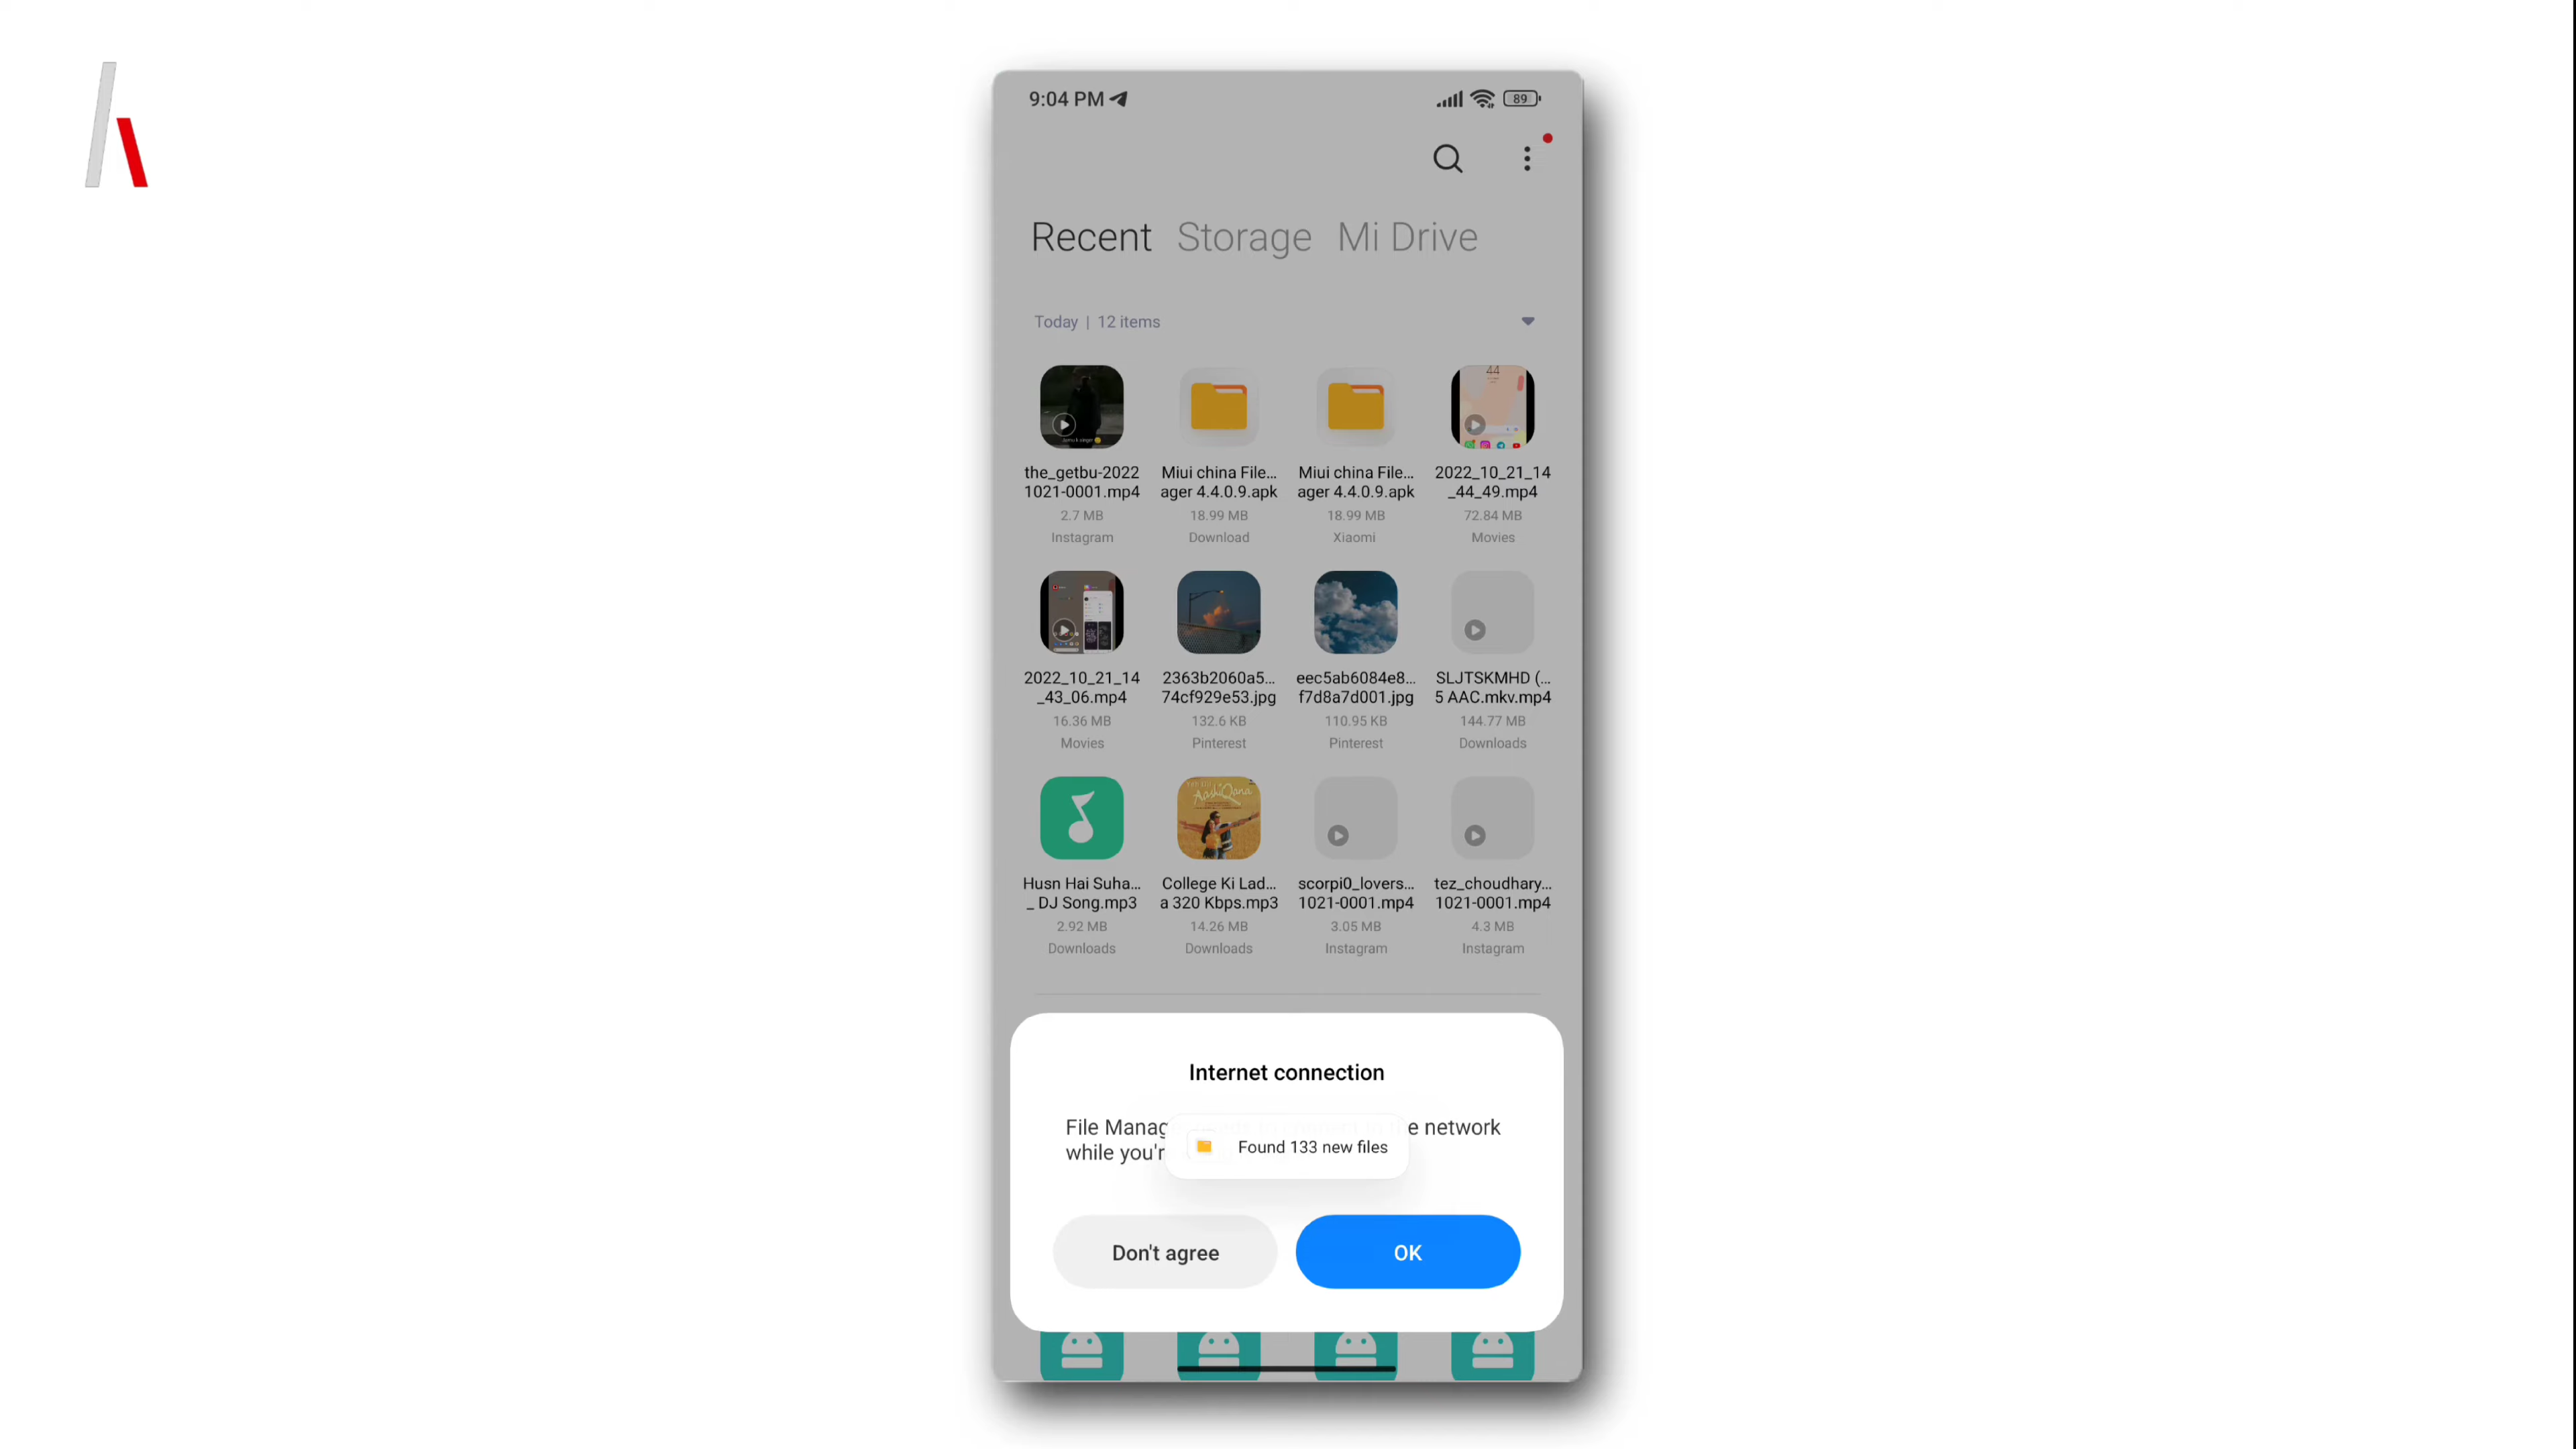 9:04 PM
89
Recent Storage Mi Drive
Today | 12 items
the_getbu-2022
1021-0001.mp4
2.7 MB
Instagram
Miui china File...
ager 4.4.0.9.apk
18.99 MB
Download
Miui china File...
ager 4.4.0.9.apk
18.99 MB
Xiaomi
44
2022_10_21_14
_44_49.mp4
72.84 MB
Movies
2022_10_21_14
_43_06.mp4
16.36 MB
Movies
2363b2060a5...
74cf929e53.jpg
132.6 KB
Pinterest
eec5ab6084e8...
f7d8a7d001.jpg
110.95 KB
Pinterest
SLJTSKMHD (...
5 AAC.mkv.mp4
144.77 MB
Downloads
Husn Hai Suha...
_ DJ Song.mp3
2.92 MB
Downloads
AashiQana
College Ki Lad...
a 320 Kbps.mp3
14.26 MB
Downloads
scorpi0_lovers...
1021-0001.mp4
3.05 MB
Instagram
tez_choudhary...
1021-0001.mp4
4.3 MB
Instagram
Internet connection
File Manag e network
while you'r
Found 133 new files
Don't agree OK